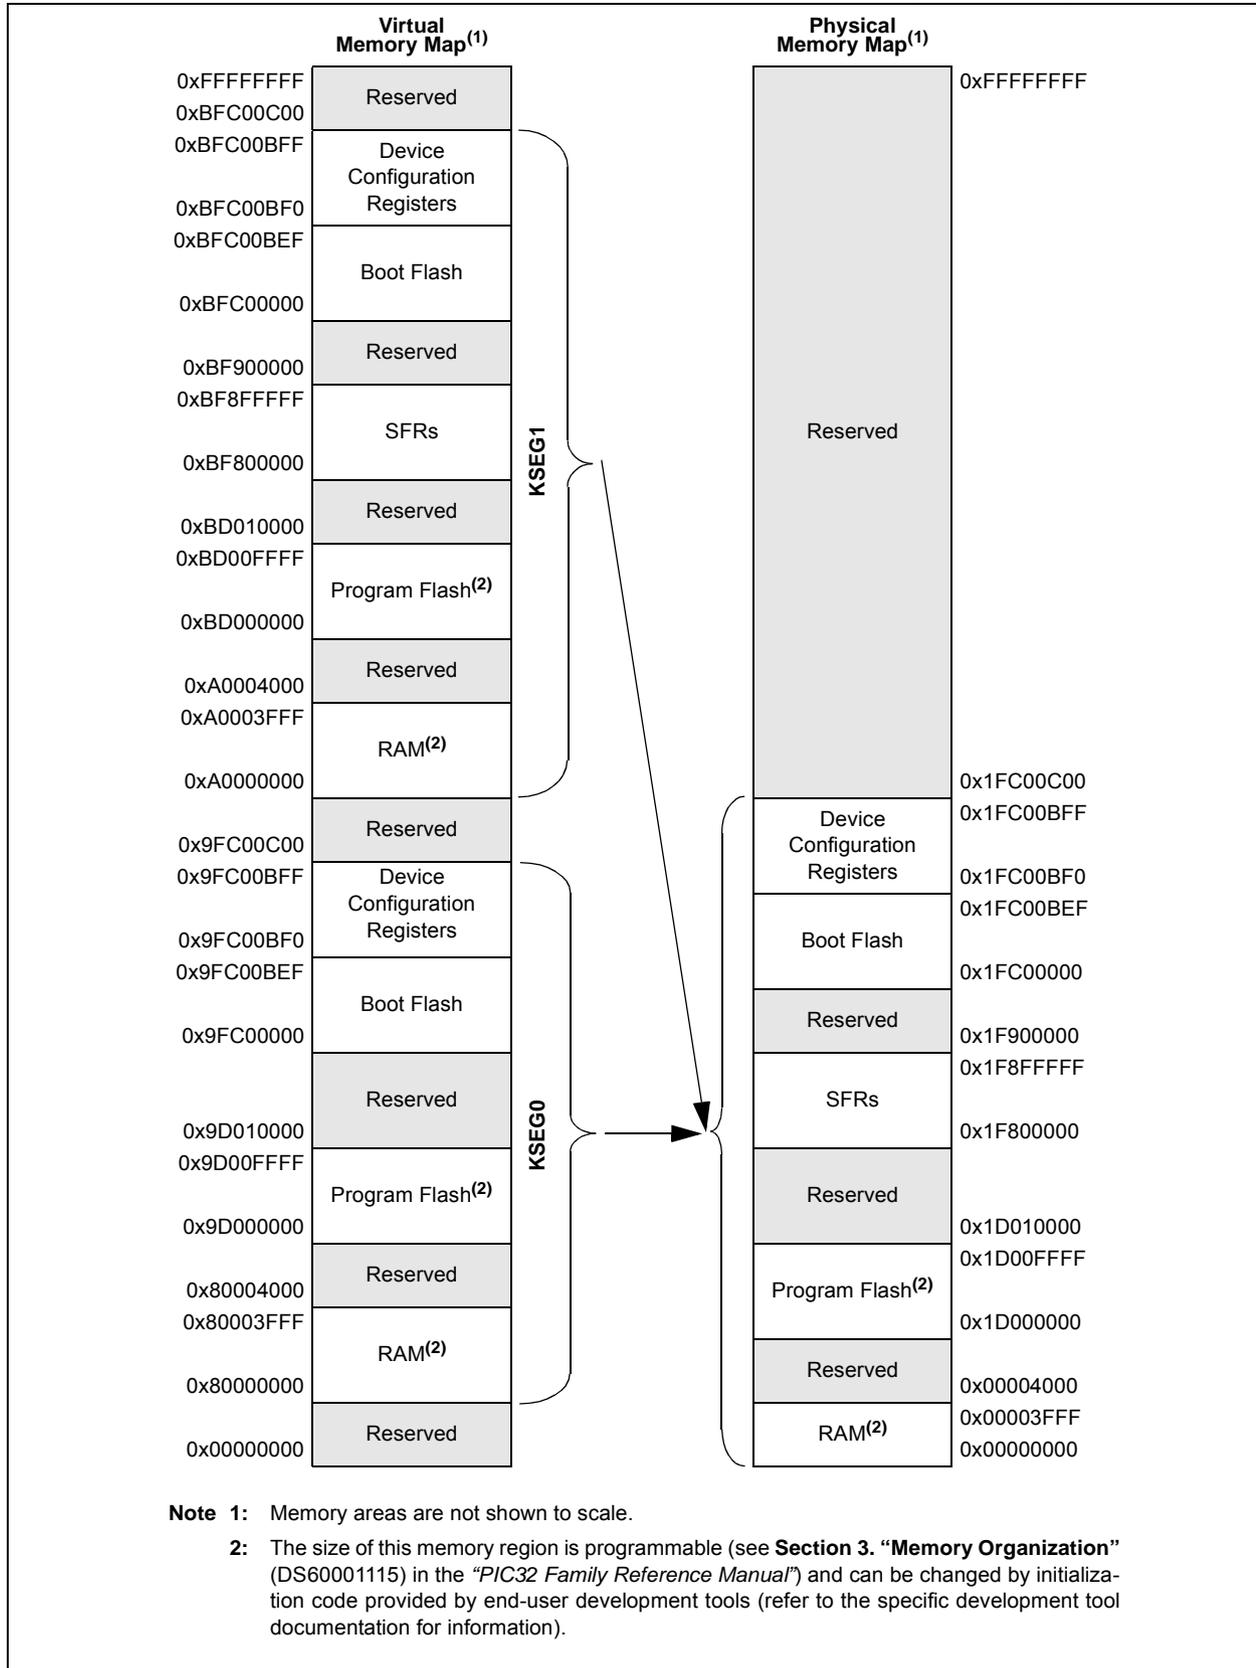 Virtual
Memory Map(1)
0xFFFFFFFF
Reserved
0xBFC00C00
0xBFC00BFF
Device
Configuration
Registers
0xBFC00BF0
0xBFC00BEF
Boot Flash
0xBFC00000
Reserved
0xBF900000
0xBF8FFFFF
SFRs
0xBF800000
Reserved
0xBD010000
0xBD00FFFF
Program Flash(2)
0xBD000000
Reserved
0xA0004000
0xA0003FFF
RAM(2)
0xA0000000
KSEG1
Reserved
0x9FC00C00
0x9FC00BFF
Device
Configuration
Registers
0x9FC00BF0
0x9FC00BEF
Boot Flash
0x9FC00000
Reserved
0x9D010000
0x9D00FFFF
Program Flash(2)
0x9D000000
Reserved
0x80004000
0x80003FFF
RAM(2)
0x80000000
KSEG0
Reserved
0x00000000
Physical
Memory Map(1)
0xFFFFFFFF
Reserved
0x1FC00C00
0x1FC00BFF
Device
Configuration
Registers
0x1FC00BF0
0x1FC00BEF
Boot Flash
0x1FC00000
Reserved
0x1F900000
0x1F8FFFFF
SFRs
0x1F800000
Reserved
0x1D010000
0x1D00FFFF
Program Flash(2)
0x1D000000
Reserved
0x00004000
0x00003FFF
RAM(2)
0x00000000
Note 1: Memory areas are not shown to scale.
2: The size of this memory region is programmable (see Section 3. “Memory Organization”
(DS60001115) in the “PIC32 Family Reference Manual”) and can be changed by initializa-
tion code provided by end-user development tools (refer to the specific development tool
documentation for information).